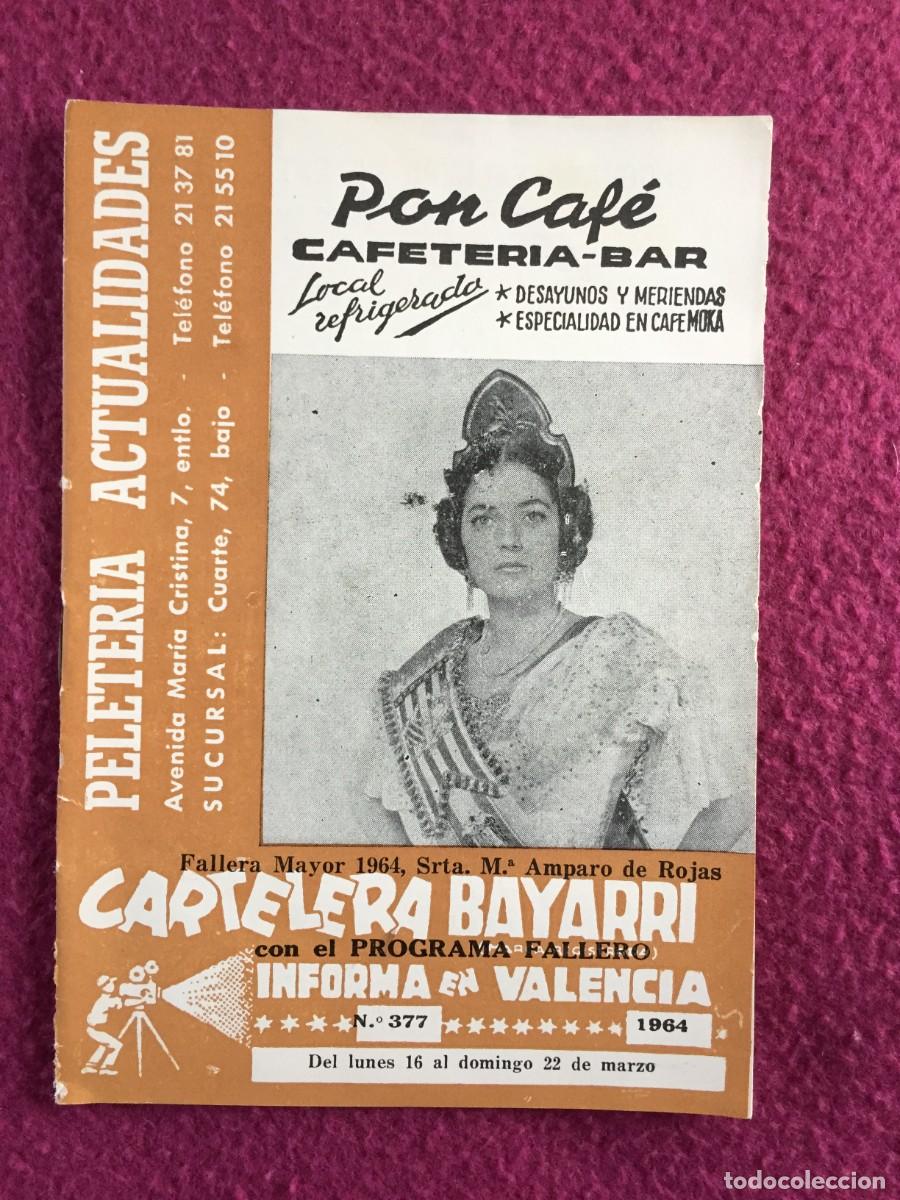 PELETERIA ACTUALIDADES
Avenida María Cristina, 7, entlo. - Teléfono 21 37 81
SUCURSAL: Cuarte, 74, bajo - Teléfono 21 55 10
Pon Café
CAFETERIA-BAR
Local refrigerado
* DESAYUNOS Y MERIENDAS
* ESPECIALIDAD EN CAFE MOKA
Fallera Mayor 1964, Srta. M.ª Amparo de Rojas
CARTELERA BAYARRI
con el PROGRAMA FALLERO
INFORMA EN VALENCIA
N.º 377
1964
Del lunes 16 al domingo 22 de marzo
todocoleccion